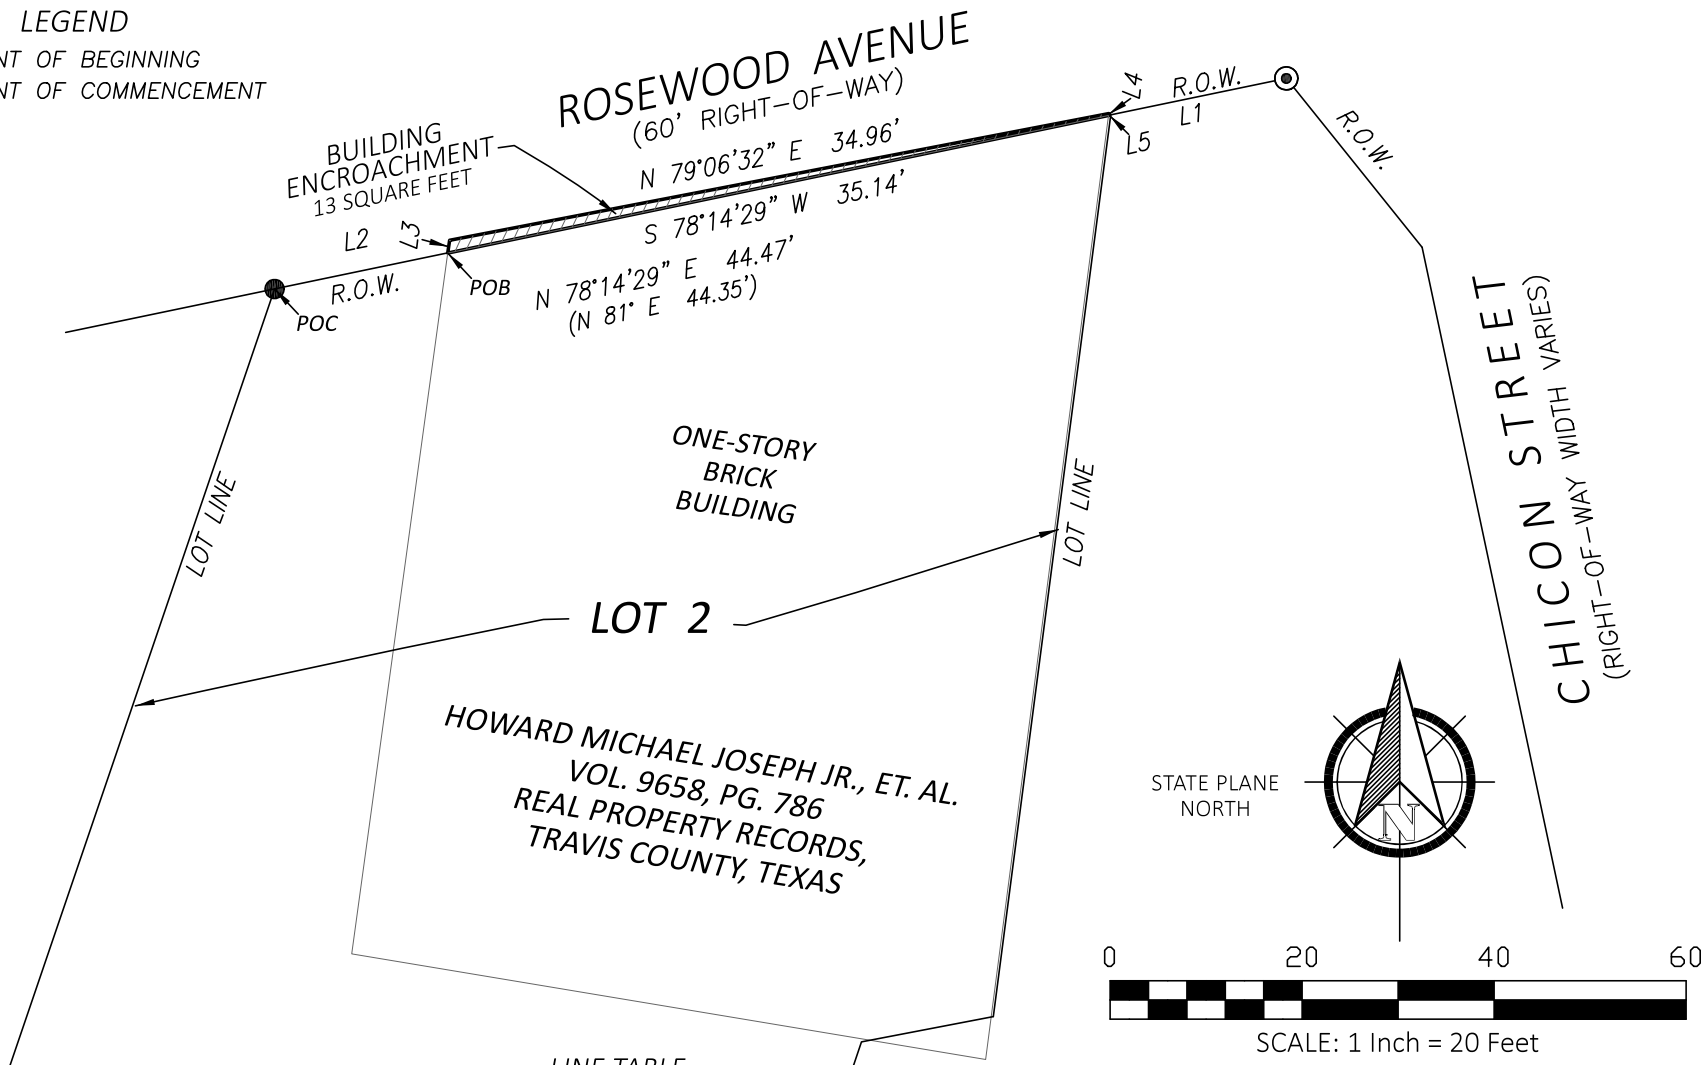 LEGEND
OF BEGINNING
OF COMMENCEMENT
ROSEWOOD AVENUE
(60' RIGHT-OF-WAY)
BUILDING
ENCROACHMENT
13 SQUARE FEET
N 79°06'32" E 34.96'
S 78°14'29" W 35.14'
N 78°14'29" E 44.47'
(N 81° E 44.35')
L4
R.O.W.
L1
L5
R.O.W.
L2
L3
R.O.W.
POB
POC
CHICON STREET
(RIGHT-OF-WAY WIDTH VARIES)
ONE-STORY
BRICK
BUILDING
LOT LINE
LOT LINE
LOT 2
HOWARD MICHAEL JOSEPH JR., ET. AL.
VOL. 9658, PG. 786
REAL PROPERTY RECORDS,
TRAVIS COUNTY, TEXAS
STATE PLANE
NORTH
N
0 20 40 60
SCALE: 1 Inch = 20 Feet
LINE TABLE